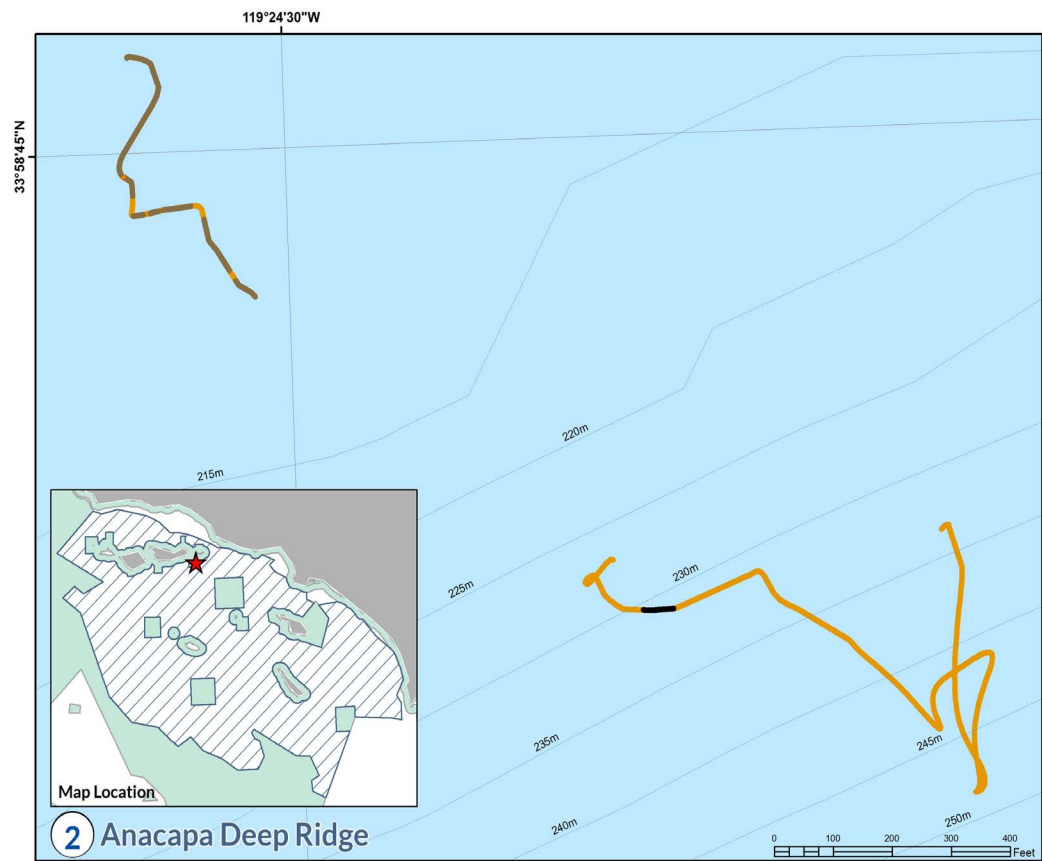 119°24'30"W
33°58'45"N
215m
220m
225m
230m
235m
245m
240m
250m
Map Location
2 Anacapa Deep Ridge
0 100 200 300 400
Feet